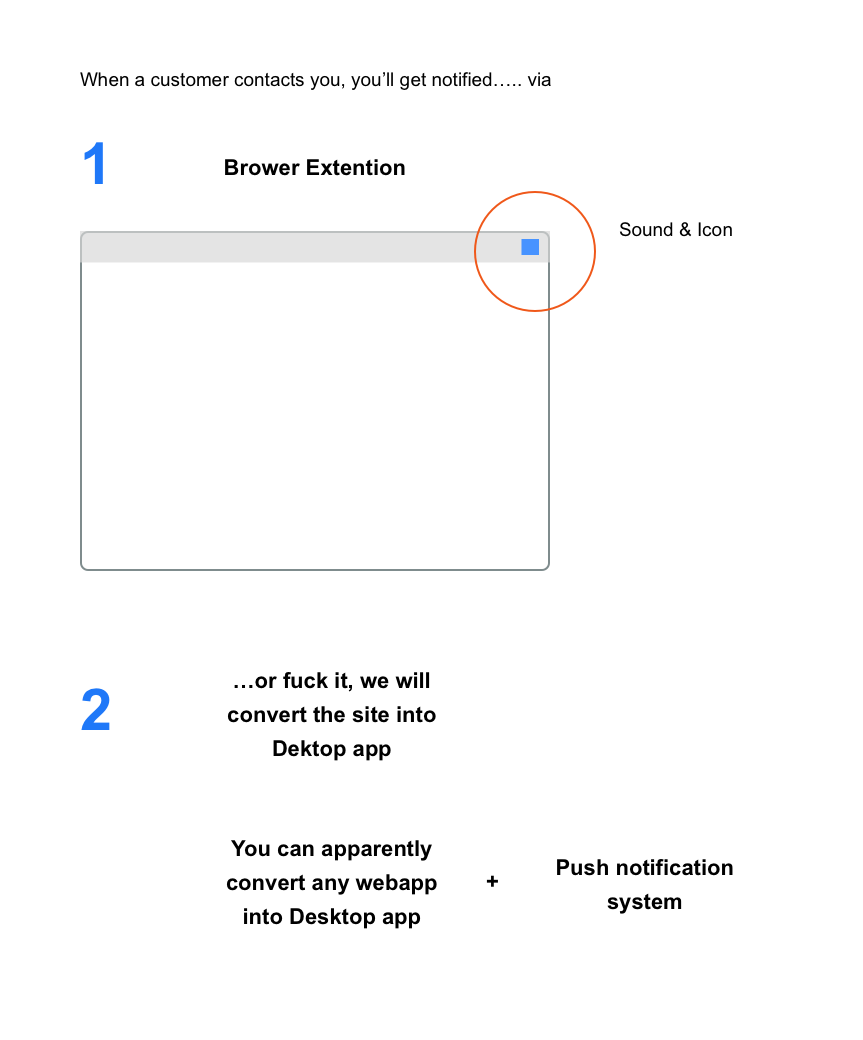 When a customer contacts you, you’ll get notified….. via
1
Brower Extention
Sound & Icon
2
…or fuck it, we will
convert the site into
Dektop app
You can apparently
convert any webapp
into Desktop app
+
Push notification
system